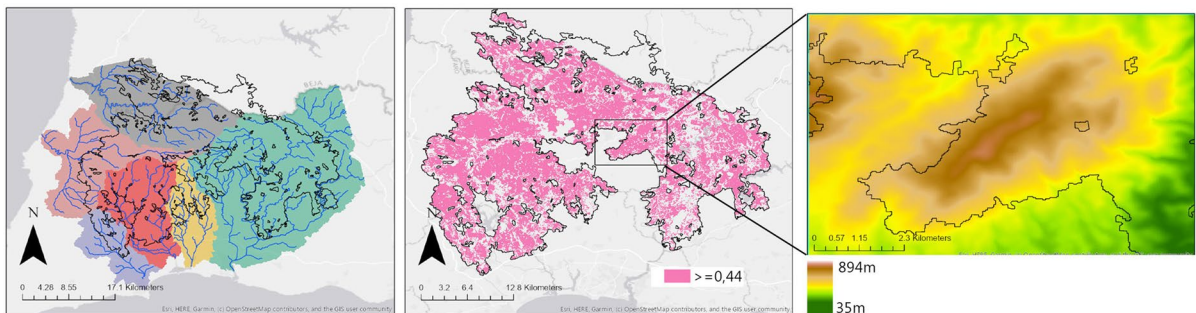 BEJA
N
0 4.28 8.55 17.1 Kilometers
Esri, HERE, Garmin, (c) OpenStreetMap contributors, and the GIS user community
N
0 3.2 6.4 12.8 Kilometers
>=0,44
Esri, HERE, Garmin, (c) OpenStreetMap contributors, and the GIS user community
0 0.57 1.15 2.3 Kilometers
894m
35m